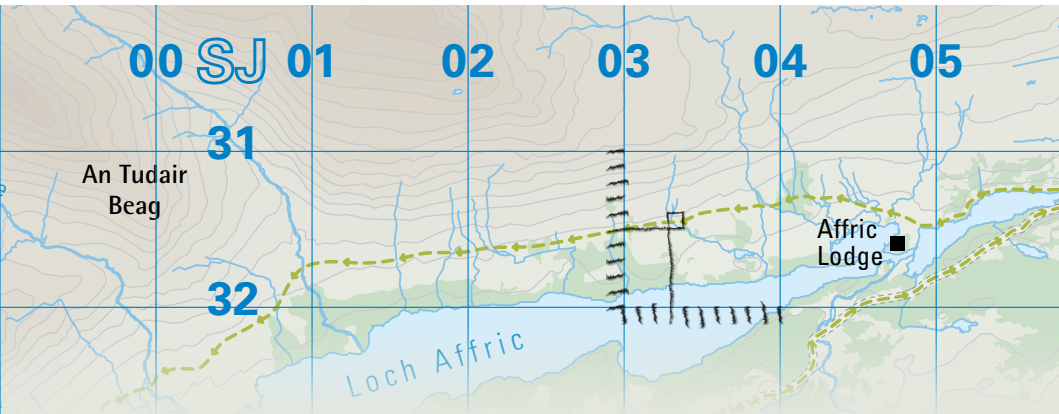 00 SJ 01 02 03 04 05
31
An Tudair
Beag
Affric
Lodge
32
Loch Affric